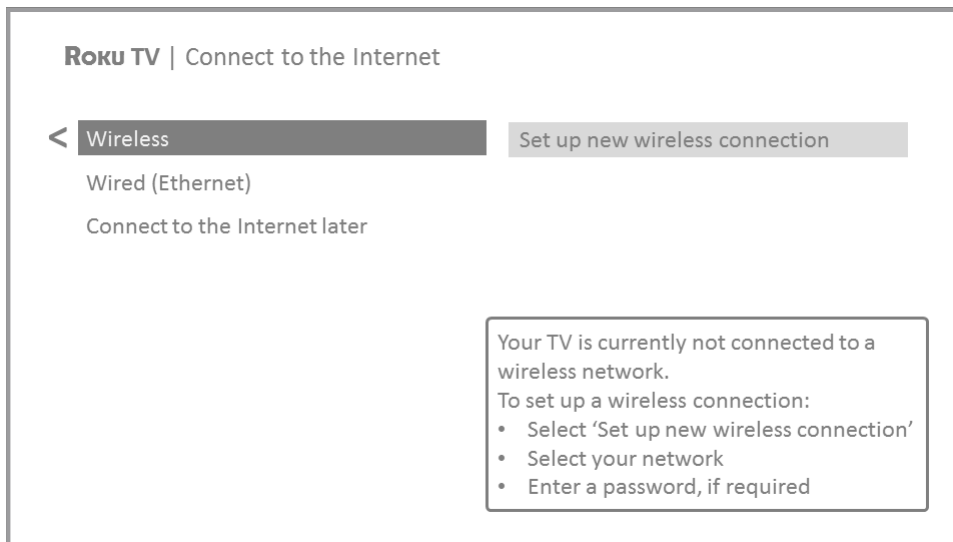 ROKU TV | Connect to the Internet
< Wireless
Set up new wireless connection
Wired (Ethernet)
Connect to the Internet later
Your TV is currently not connected to a
wireless network.
To set up a wireless connection:
• Select ‘Set up new wireless connection’
• Select your network
• Enter a password, if required